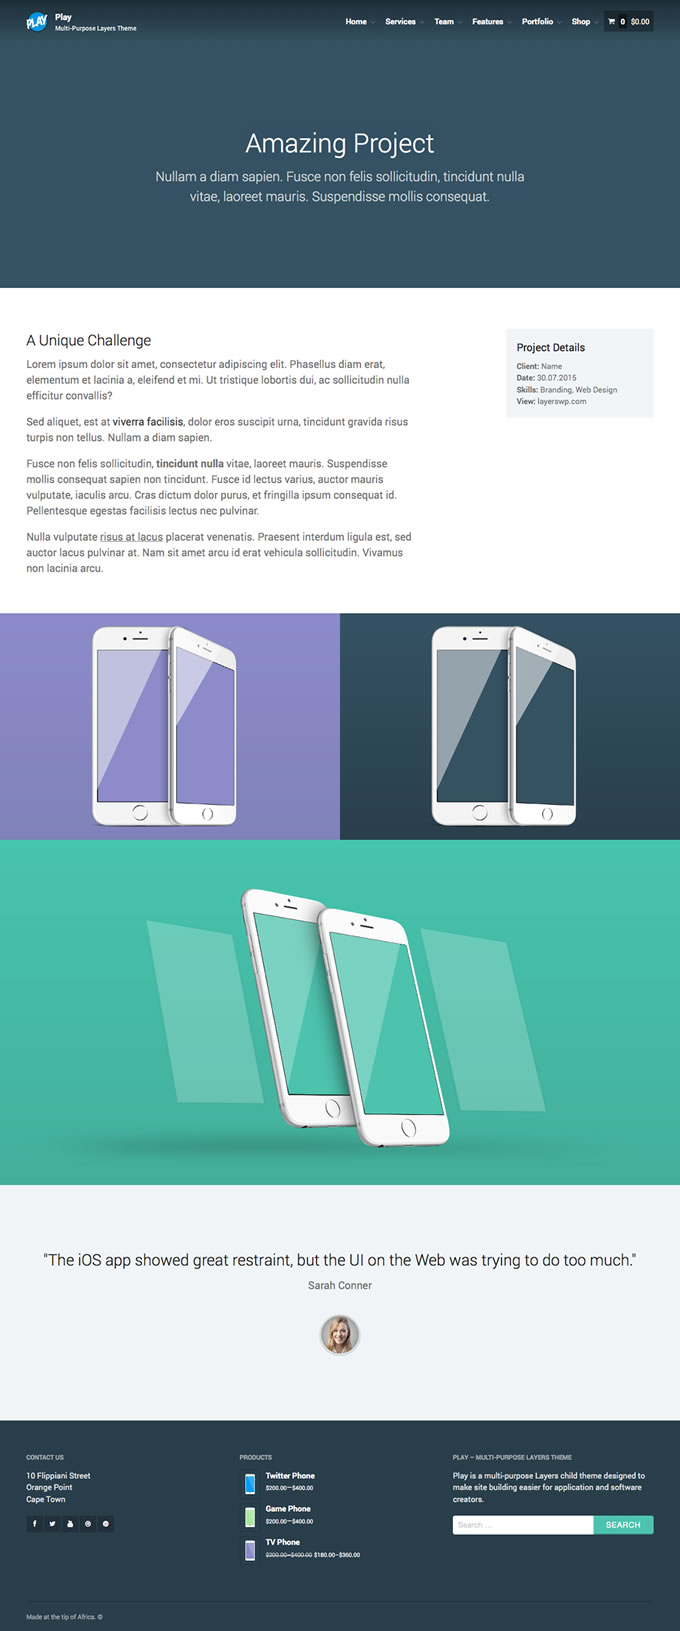 PLAY
Play
Multi-Purpose Layers Theme
Home Services Team Features Portfolio Shop 0 $0.00
Amazing Project
Nullam a diam sapien. Fusce non felis sollicitudin, tincidunt nulla
vitae, laoreet mauris. Suspendisse mollis consequat.
A Unique Challenge
Lorem ipsum dolor sit amet, consectetur adipiscing elit. Phasellus diam erat,
elementum et lacinia a, eleifend et mi. Ut tristique lobortis dui, ac sollicitudin nulla
efficitur convallis?
Sed aliquet, est at viverra facilisis, dolor eros suscipit urna, tincidunt gravida risus
turpis non tellus. Nullam a diam sapien.
Fusce non felis sollicitudin, tincidunt nulla vitae, laoreet mauris. Suspendisse
mollis consequat sapien non tincidunt. Fusce id lectus varius, auctor mauris
vulputate, iaculis arcu. Cras dictum dolor purus, et fringilla ipsum consequat id.
Pellentesque egestas facilisis lectus nec pulvinar.
Nulla vulputate risus at lacus placerat venenatis. Praesent interdum ligula est, sed
auctor lacus pulvinar at. Nam sit amet arcu id erat vehicula sollicitudin. Vivamus
non lacinia arcu.
Project Details
Client: Name
Date: 30.07.2015
Skills: Branding, Web Design
View: layerswp.com
"The iOS app showed great restraint, but the UI on the Web was trying to do too much."
Sarah Conner
CONTACT US
10 Flippiani Street
Orange Point
Cape Town
PRODUCTS
Twitter Phone
$200.00–$400.00
Game Phone
$200.00–$400.00
TV Phone
$200.00–$400.00 $180.00–$360.00
PLAY – MULTI-PURPOSE LAYERS THEME
Play is a multi-purpose Layers child theme designed to
make site building easier for application and software
creators.
Search ...
SEARCH
Made at the tip of Africa. ©